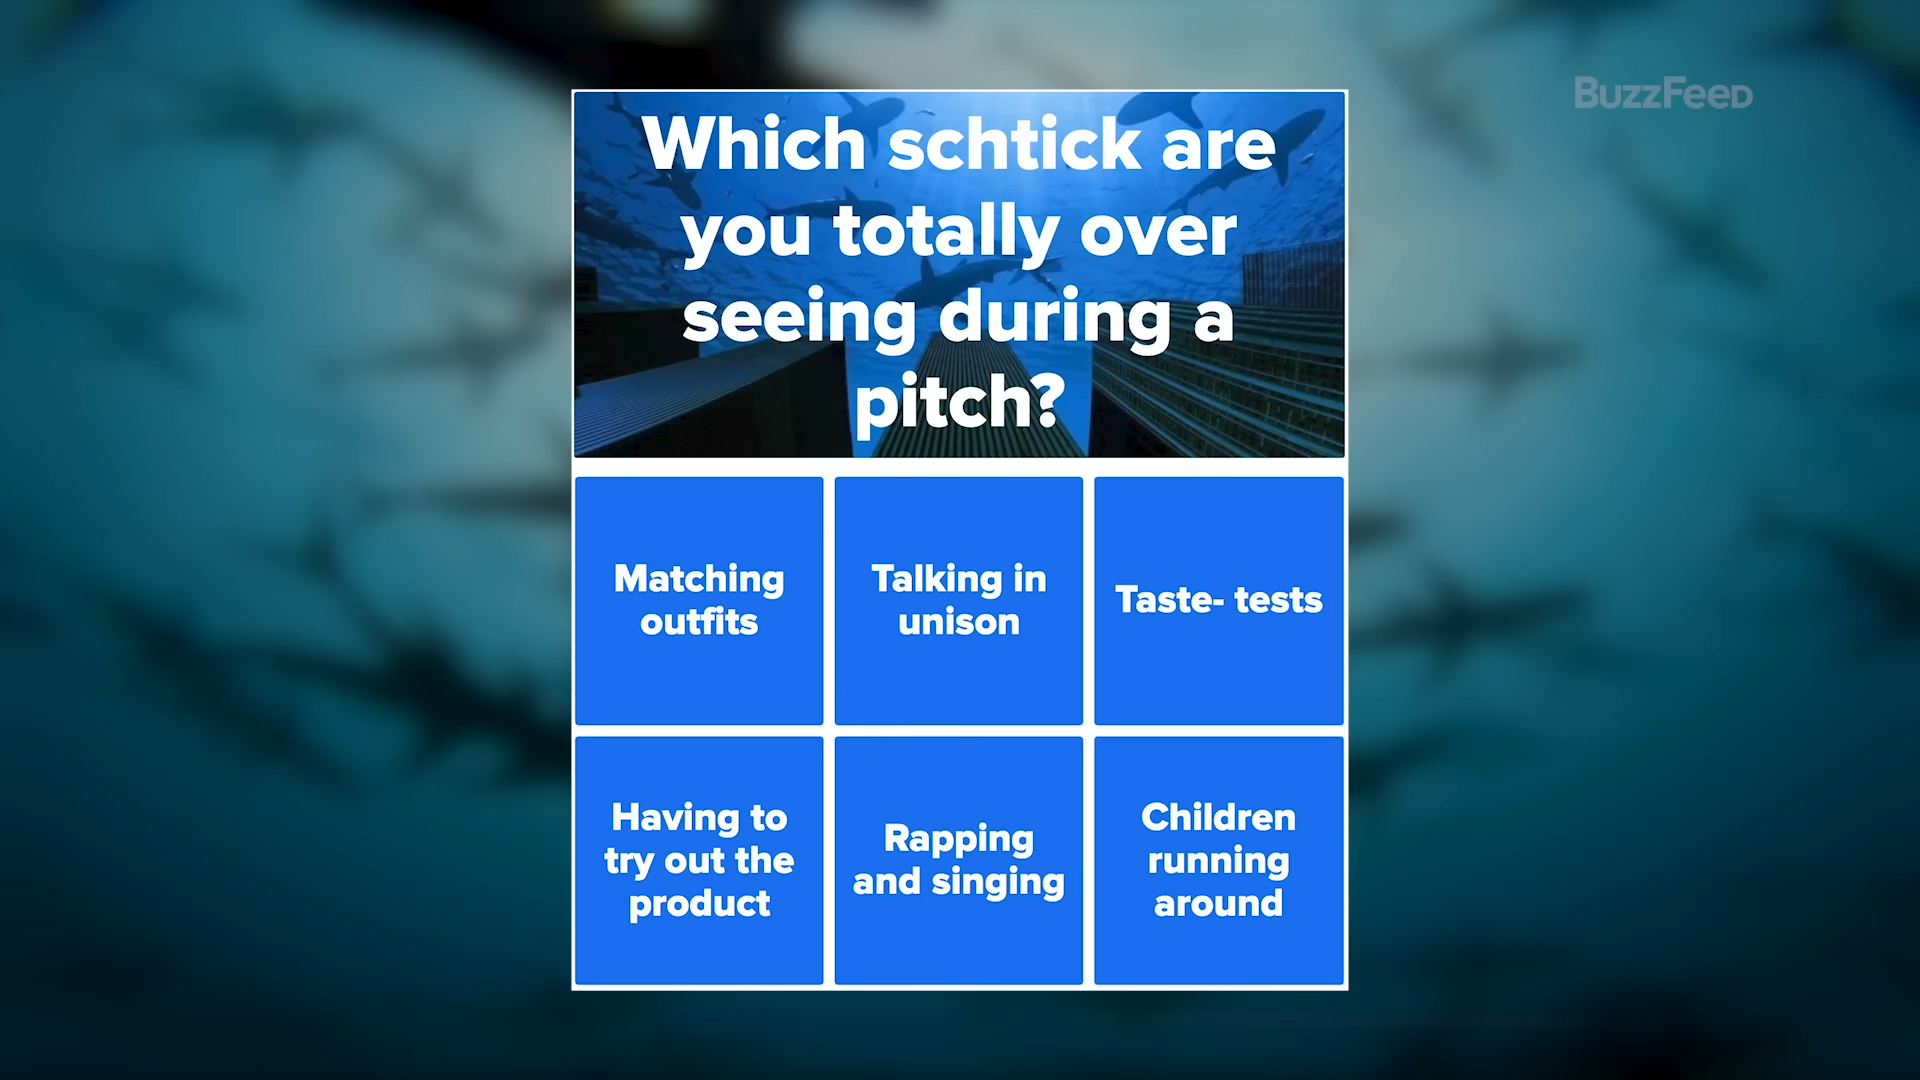 BuzzFeed
Which schtick are
you totally over
seeing during a
pitch?
Matching
outfits
Talking in
unison
Taste- tests
Having to
try out the
product
Rapping
and singing
Children
running
around